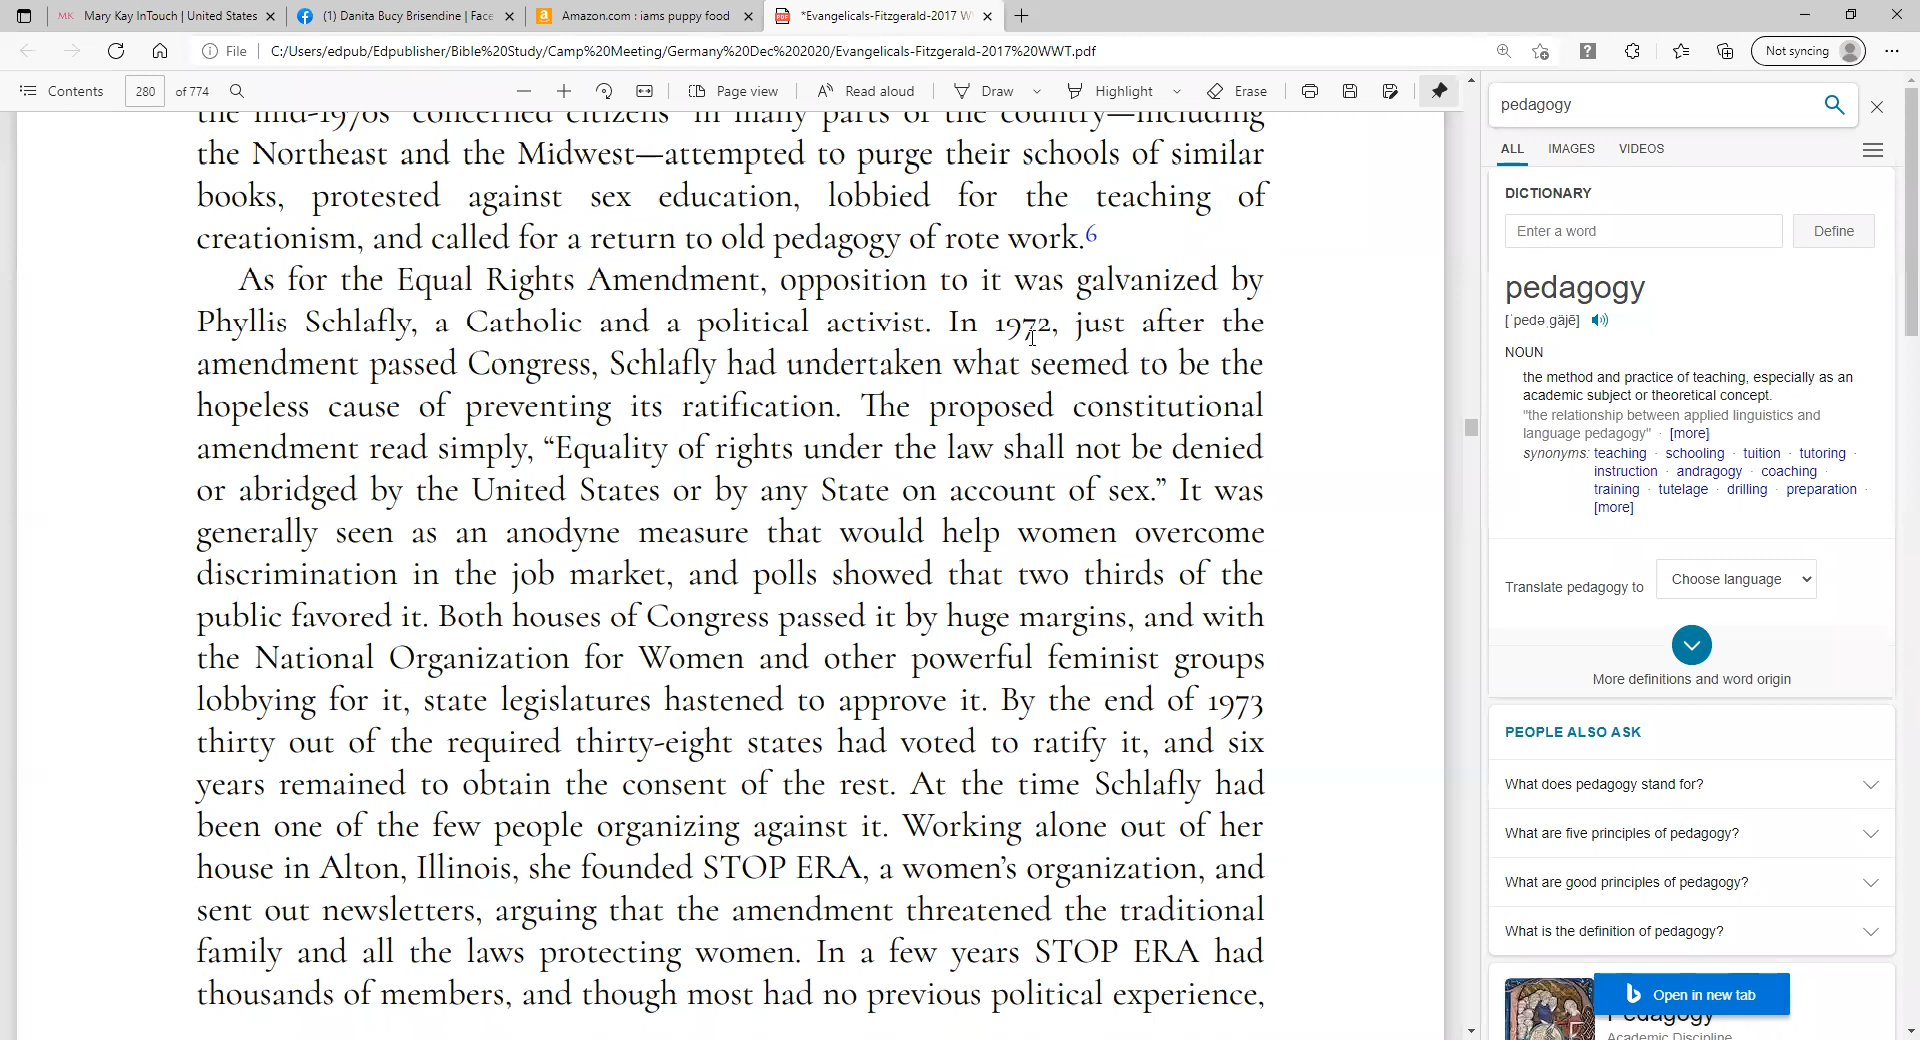 Mary Kay InTouch | United States
(1) Danita Bucy Brisendine | Face
Amazon.com : iams puppy food
*Evangelicals-Fitzgerald-2017 W
File
C:/Users/edpub/Edpublisher/Bible%20Study/Camp%20Meeting/Germany%20Dec%202020/Evangelicals-Fitzgerald-2017%20WWT.pdf
Not syncing
Contents
280 of 774
Page view
Read aloud
Draw
Highlight
Erase
the mid-1970s “concerned citizens” in many parts of the country—including
the Northeast and the Midwest—attempted to purge their schools of similar
books, protested against sex education, lobbied for the teaching of
creationism, and called for a return to old pedagogy of rote work.6
As for the Equal Rights Amendment, opposition to it was galvanized by
Phyllis Schlafly, a Catholic and a political activist. In 1972, just after the
amendment passed Congress, Schlafly had undertaken what seemed to be the
hopeless cause of preventing its ratification. The proposed constitutional
amendment read simply, “Equality of rights under the law shall not be denied
or abridged by the United States or by any State on account of sex.” It was
generally seen as an anodyne measure that would help women overcome
discrimination in the job market, and polls showed that two thirds of the
public favored it. Both houses of Congress passed it by huge margins, and with
the National Organization for Women and other powerful feminist groups
lobbying for it, state legislatures hastened to approve it. By the end of 1973
thirty out of the required thirty-eight states had voted to ratify it, and six
years remained to obtain the consent of the rest. At the time Schlafly had
been one of the few people organizing against it. Working alone out of her
house in Alton, Illinois, she founded STOP ERA, a women’s organization, and
sent out newsletters, arguing that the amendment threatened the traditional
family and all the laws protecting women. In a few years STOP ERA had
thousands of members, and though most had no previous political experience,
pedagogy
ALL IMAGES VIDEOS
DICTIONARY
Enter a word
Define
pedagogy
[ˈpedəˌɡäjē]
NOUN
the method and practice of teaching, especially as an
academic subject or theoretical concept.
"the relationship between applied linguistics and
language pedagogy" · [more]
synonyms: teaching · schooling · tuition · tutoring ·
instruction · andragogy · coaching ·
training · tutelage · drilling · preparation ·
[more]
Translate pedagogy to
Choose language
More definitions and word origin
PEOPLE ALSO ASK
What does pedagogy stand for?
What are five principles of pedagogy?
What are good principles of pedagogy?
What is the definition of pedagogy?
Open in new tab
Pedagogy
Academic Discipline